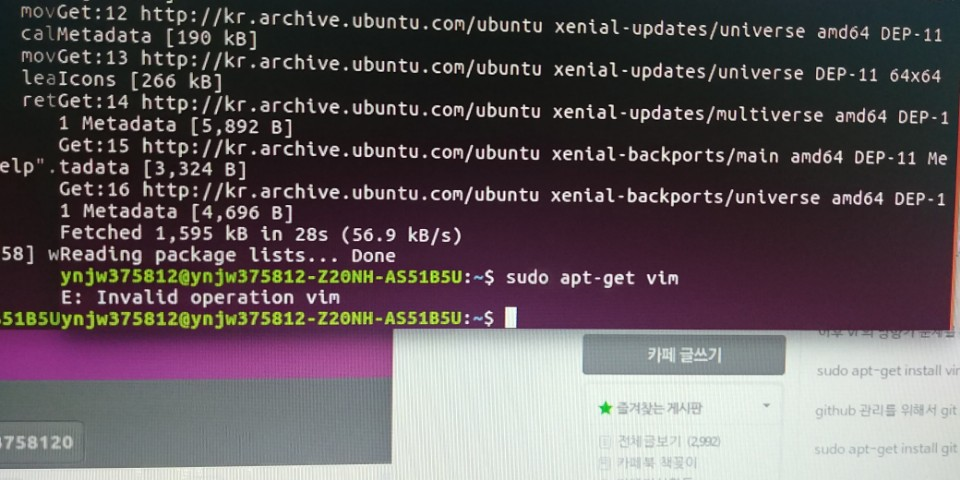 movGet:12 http://kr.archive.ubuntu.com/ubuntu xenial-updates/universe amd64 DEP-11
calMetadata [190 kB]
movGet:13 http://kr.archive.ubuntu.com/ubuntu xenial-updates/universe DEP-11 64x64
leaIcons [266 kB]
retGet:14 http://kr.archive.ubuntu.com/ubuntu xenial-updates/multiverse amd64 DEP-1
1 Metadata [5,892 B]
Get:15 http://kr.archive.ubuntu.com/ubuntu xenial-backports/main amd64 DEP-11 Me
elp".tadata [3,324 B]
Get:16 http://kr.archive.ubuntu.com/ubuntu xenial-backports/universe amd64 DEP-1
1 Metadata [4,696 B]
Fetched 1,595 kB in 28s (56.9 kB/s)
58] wReading package lists... Done
ynjw375812@ynjw375812-Z20NH-AS51B5U:~$ sudo apt-get vim
E: Invalid operation vim
S51B5Uynjw375812@ynjw375812-Z20NH-AS51B5U:~$
카페 글쓰기
sudo apt-get install vim
즐겨찾는 게시판
github 관리를 위해서 git
3758120
전체글보기 (2,992)
sudo apt-get install git
카페북 책꽂이